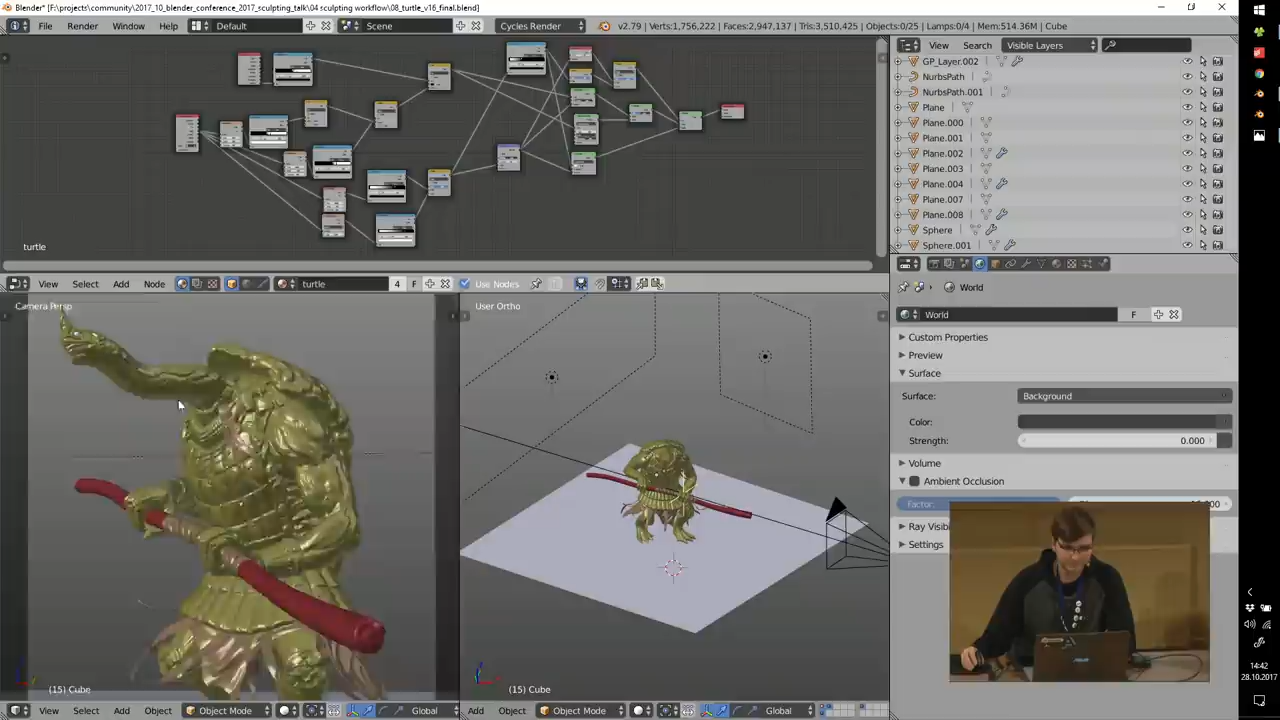 Blender* [F:\projects\community\2017_10_blender_conference_2017_sculpting_talk\04 sculpting workflow\08_turtle_v16_final.blend]
File Render Window Help Default Scene Cycles Render v2.79 | Verts:1,756,222 | Faces:2,947,137 | Tris:3,510,425 | Objects:0/25 | Lamps:0/4 | Mem:514.36M | Cube
View Search Visible Layers
GP_Layer.002
NurbsPath
NurbsPath.001
Plane
Plane.000
Plane.001
Plane.002
Plane.003
Plane.004
Plane.007
Plane.008
Sphere
Sphere.001
turtle
View Select Add Node turtle 4 F Use Nodes
Camera Persp
User Ortho
(15) Cube
(15) Cube
View Select Add Object Object Mode Global
Add Object Object Mode Global
World
World F
Custom Properties
Preview
Surface
Surface: Background
Color:
Strength: 0.000
Volume
Ambient Occlusion
Factor:
Ray Visibi
Settings
ASUS
14:42
28.10.2017